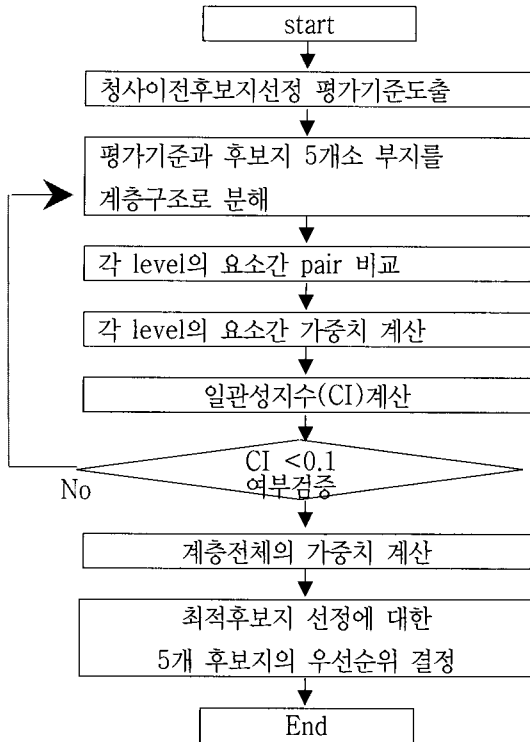 start
청사이전후보지선정 평가기준도출
평가기준과 후보지 5개소 부지를
계층구조로 분해
각 level의 요소간 pair 비교
각 level의 요소간 가중치 계산
일관성지수(CI)계산
CI <0.1
여부검증
No
계층전체의 가중치 계산
최적후보지 선정에 대한
5개 후보지의 우선순위 결정
End